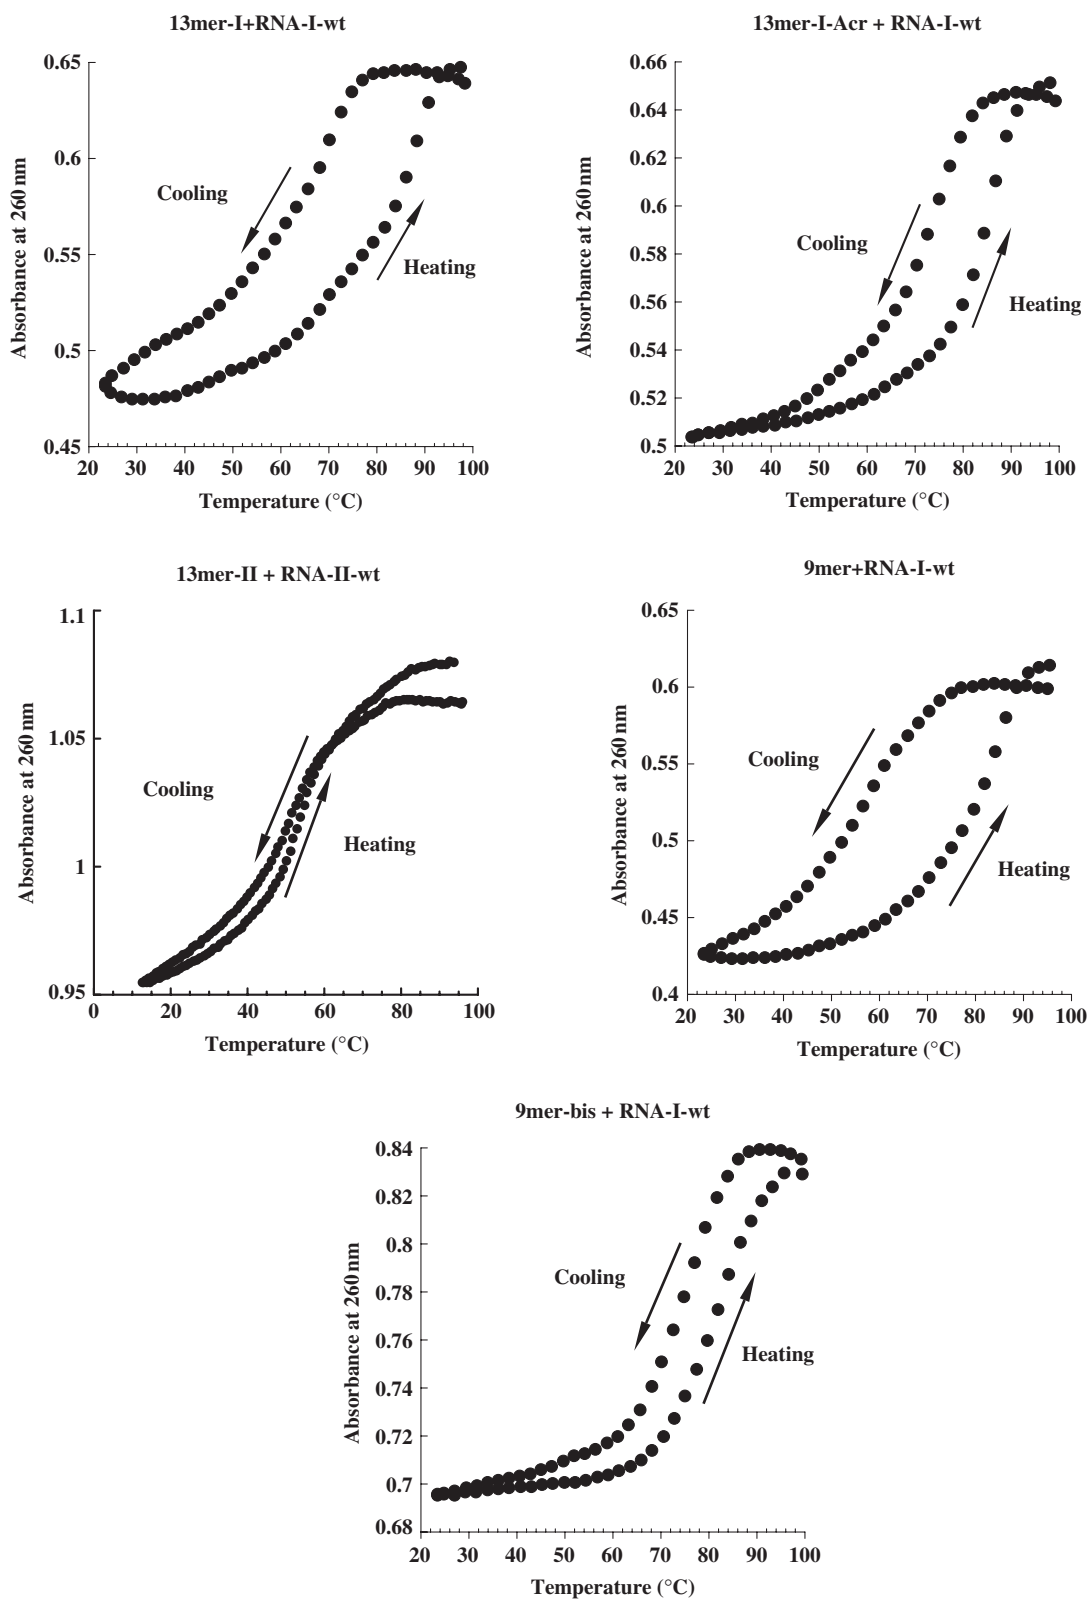 13mer-I+RNA-I-wt
0.65
0.6
0.55
0.5
0.45
20 30 40 50 60 70 80 90 100
Absorbance at 260 nm
Temperature (°C)
Cooling
Heating
13mer-I-Acr + RNA-I-wt
0.66
0.64
0.62
0.6
0.58
0.56
0.54
0.52
0.5
20 30 40 50 60 70 80 90 100
Absorbance at 260 nm
Temperature (°C)
Cooling
Heating
13mer-II + RNA-II-wt
1.1
1.05
1
0.95
0 20 40 60 80 100
Absorbance at 260 nm
Temperature (°C)
Cooling
Heating
9mer+RNA-I-wt
0.65
0.6
0.55
0.5
0.45
0.4
20 30 40 50 60 70 80 90 100
Absorbance at 260 nm
Temperature (°C)
Cooling
Heating
9mer-bis + RNA-I-wt
0.84
0.82
0.8
0.78
0.76
0.74
0.72
0.7
0.68
20 30 40 50 60 70 80 90 100
Absorbance at 260 nm
Temperature (°C)
Cooling
Heating